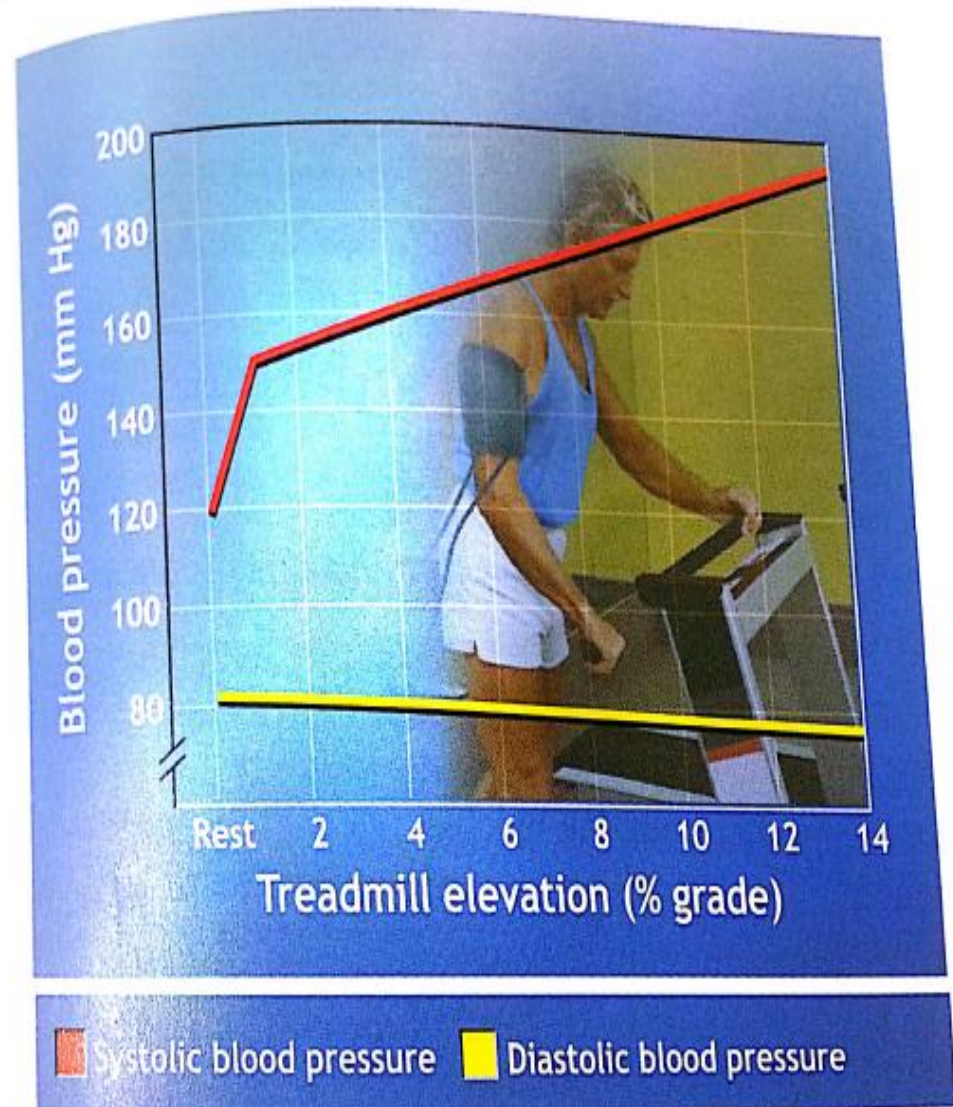 200
180
160
140
120
100
80
Blood pressure (mm Hg)
Rest 2 4 6 8 10 12 14
Treadmill elevation (% grade)
Systolic blood pressure Diastolic blood pressure